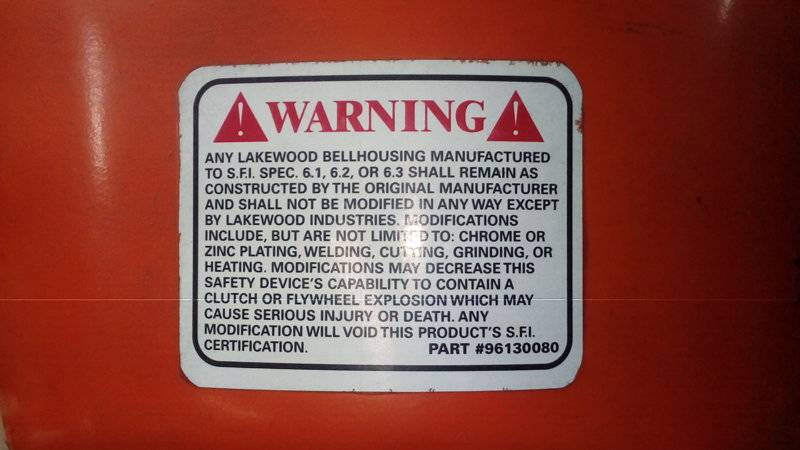 WARNING
ANY LAKEWOOD BELLHOUSING MANUFACTURED
TO S.F.I. SPEC. 6.1, 6.2, OR 6.3 SHALL REMAIN AS
CONSTRUCTED BY THE ORIGINAL MANUFACTURER
AND SHALL NOT BE MODIFIED IN ANY WAY EXCEPT
BY LAKEWOOD INDUSTRIES. MODIFICATIONS
INCLUDE, BUT ARE NOT LIMITED TO: CHROME OR
ZINC PLATING, WELDING, CUTTING, GRINDING, OR
HEATING. MODIFICATIONS MAY DECREASE THIS
SAFETY DEVICE'S CAPABILITY TO CONTAIN A
CLUTCH OR FLYWHEEL EXPLOSION WHICH MAY
CAUSE SERIOUS INJURY OR DEATH. ANY
MODIFICATION WILL VOID THIS PRODUCT'S S.F.I.
CERTIFICATION. PART #96130080